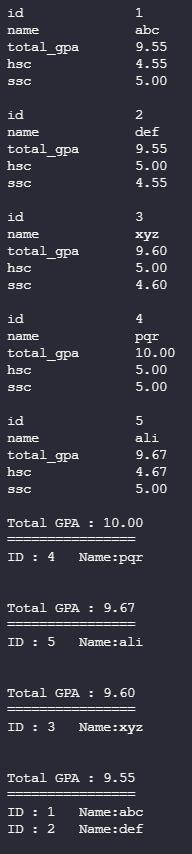 id 1
name abc
total_gpa 9.55
hsc 4.55
ssc 5.00
id 2
name def
total_gpa 9.55
hsc 5.00
ssc 4.55
id 3
name xyz
total_gpa 9.60
hsc 5.00
ssc 4.60
id 4
name pqr
total_gpa 10.00
hsc 5.00
ssc 5.00
id 5
name ali
total_gpa 9.67
hsc 4.67
ssc 5.00
Total GPA : 10.00
================
ID : 4 Name:pqr
Total GPA : 9.67
================
ID : 5 Name:ali
Total GPA : 9.60
================
ID : 3 Name:xyz
Total GPA : 9.55
================
ID : 1 Name:abc
ID : 2 Name:def